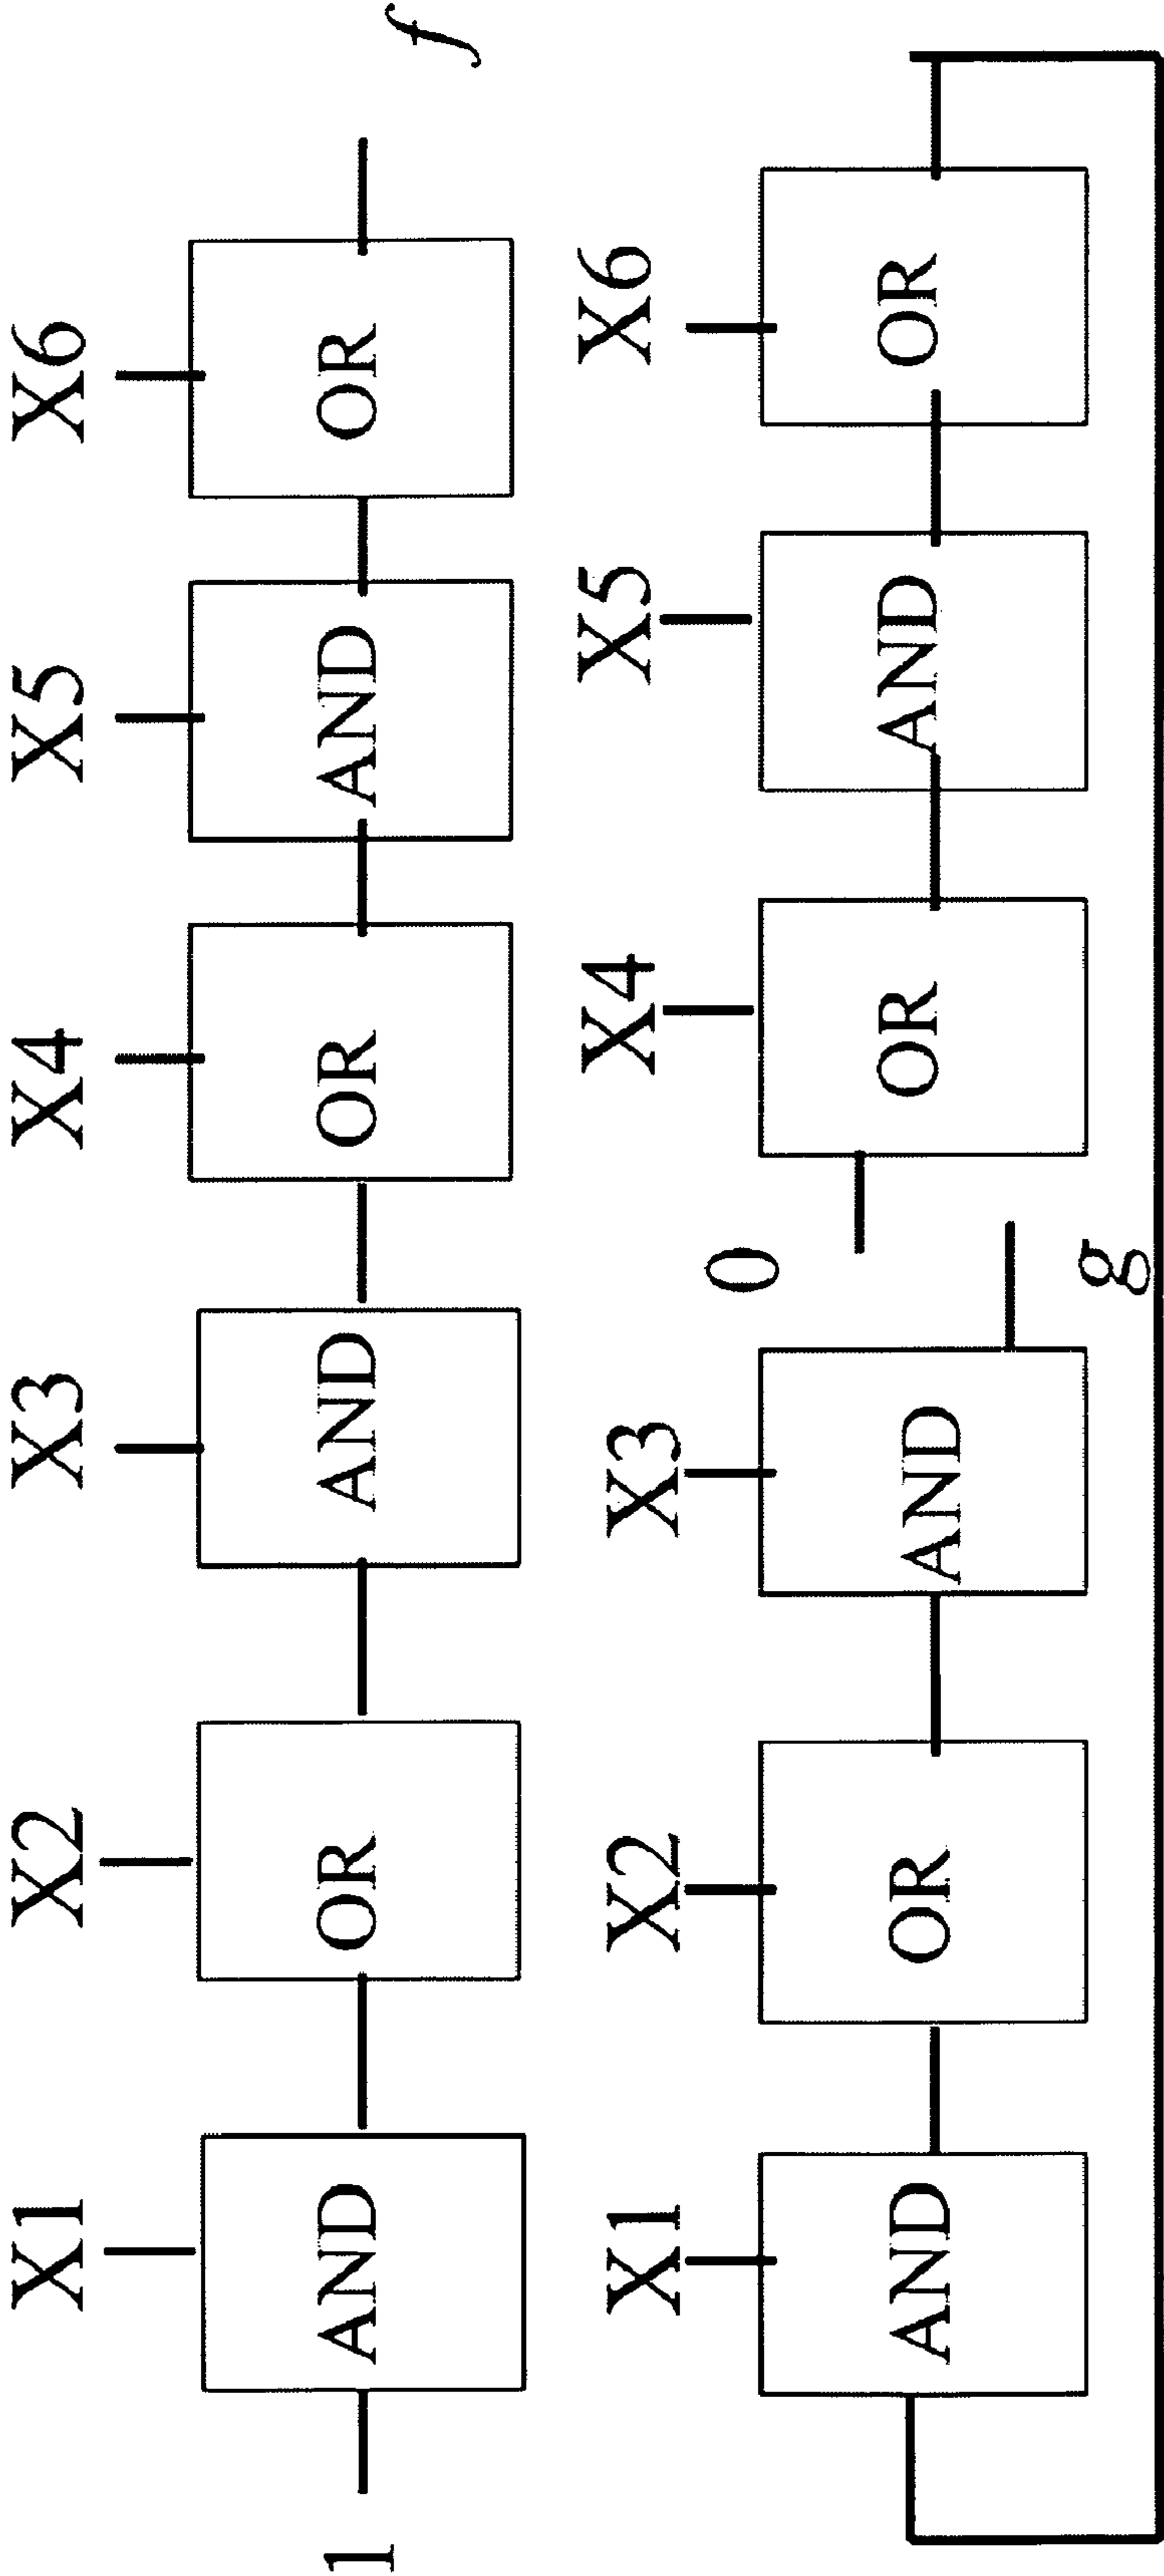 X1 X2 X3 X4 X5 X6
1 AND OR AND OR AND OR f
X1 X2 X3 0 X4 X5 X6
AND OR AND g OR AND OR